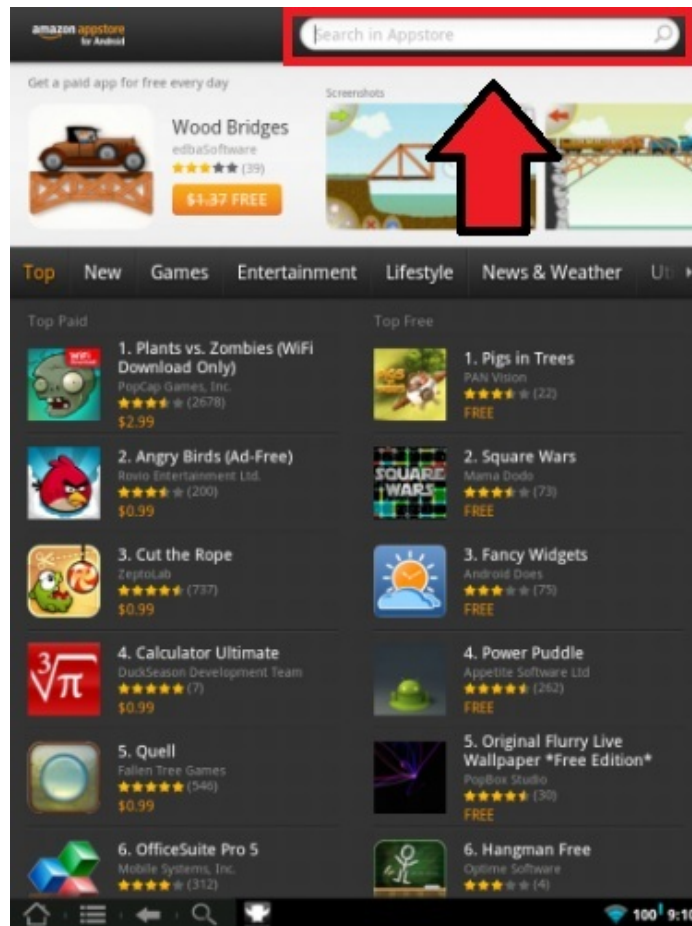 amazon appstore
for Android
Search in Appstore
Get a paid app for free every day
Wood Bridges
edbaSoftware
(39)
$1.37 FREE
Screenshots
Top New Games Entertainment Lifestyle News & Weather
Top Paid
WiFi
1. Plants vs. Zombies (WiFi
Download Only)
PopCap Games, Inc.
(2678)
$2.99
2. Angry Birds (Ad-Free)
Rovio Entertainment Ltd.
(200)
$0.99
3. Cut the Rope
ZeptoLab
(737)
$0.99
3π
4. Calculator Ultimate
DuckSeason Development Team
(7)
$0.99
5. Quell
Fallen Tree Games
(546)
$0.99
6. OfficeSuite Pro 5
Mobile Systems, Inc.
(312)
Top Free
1. Pigs in Trees
PAN Vision
(22)
FREE
SQUARE
WARS
2. Square Wars
Mama Dodo
(73)
FREE
3. Fancy Widgets
Android Does
(75)
FREE
4. Power Puddle
Appetite Software Ltd
(262)
FREE
5. Original Flurry Live
Wallpaper *Free Edition*
PopBox Studio
(30)
FREE
6. Hangman Free
Optime Software
(4)
100 9:10